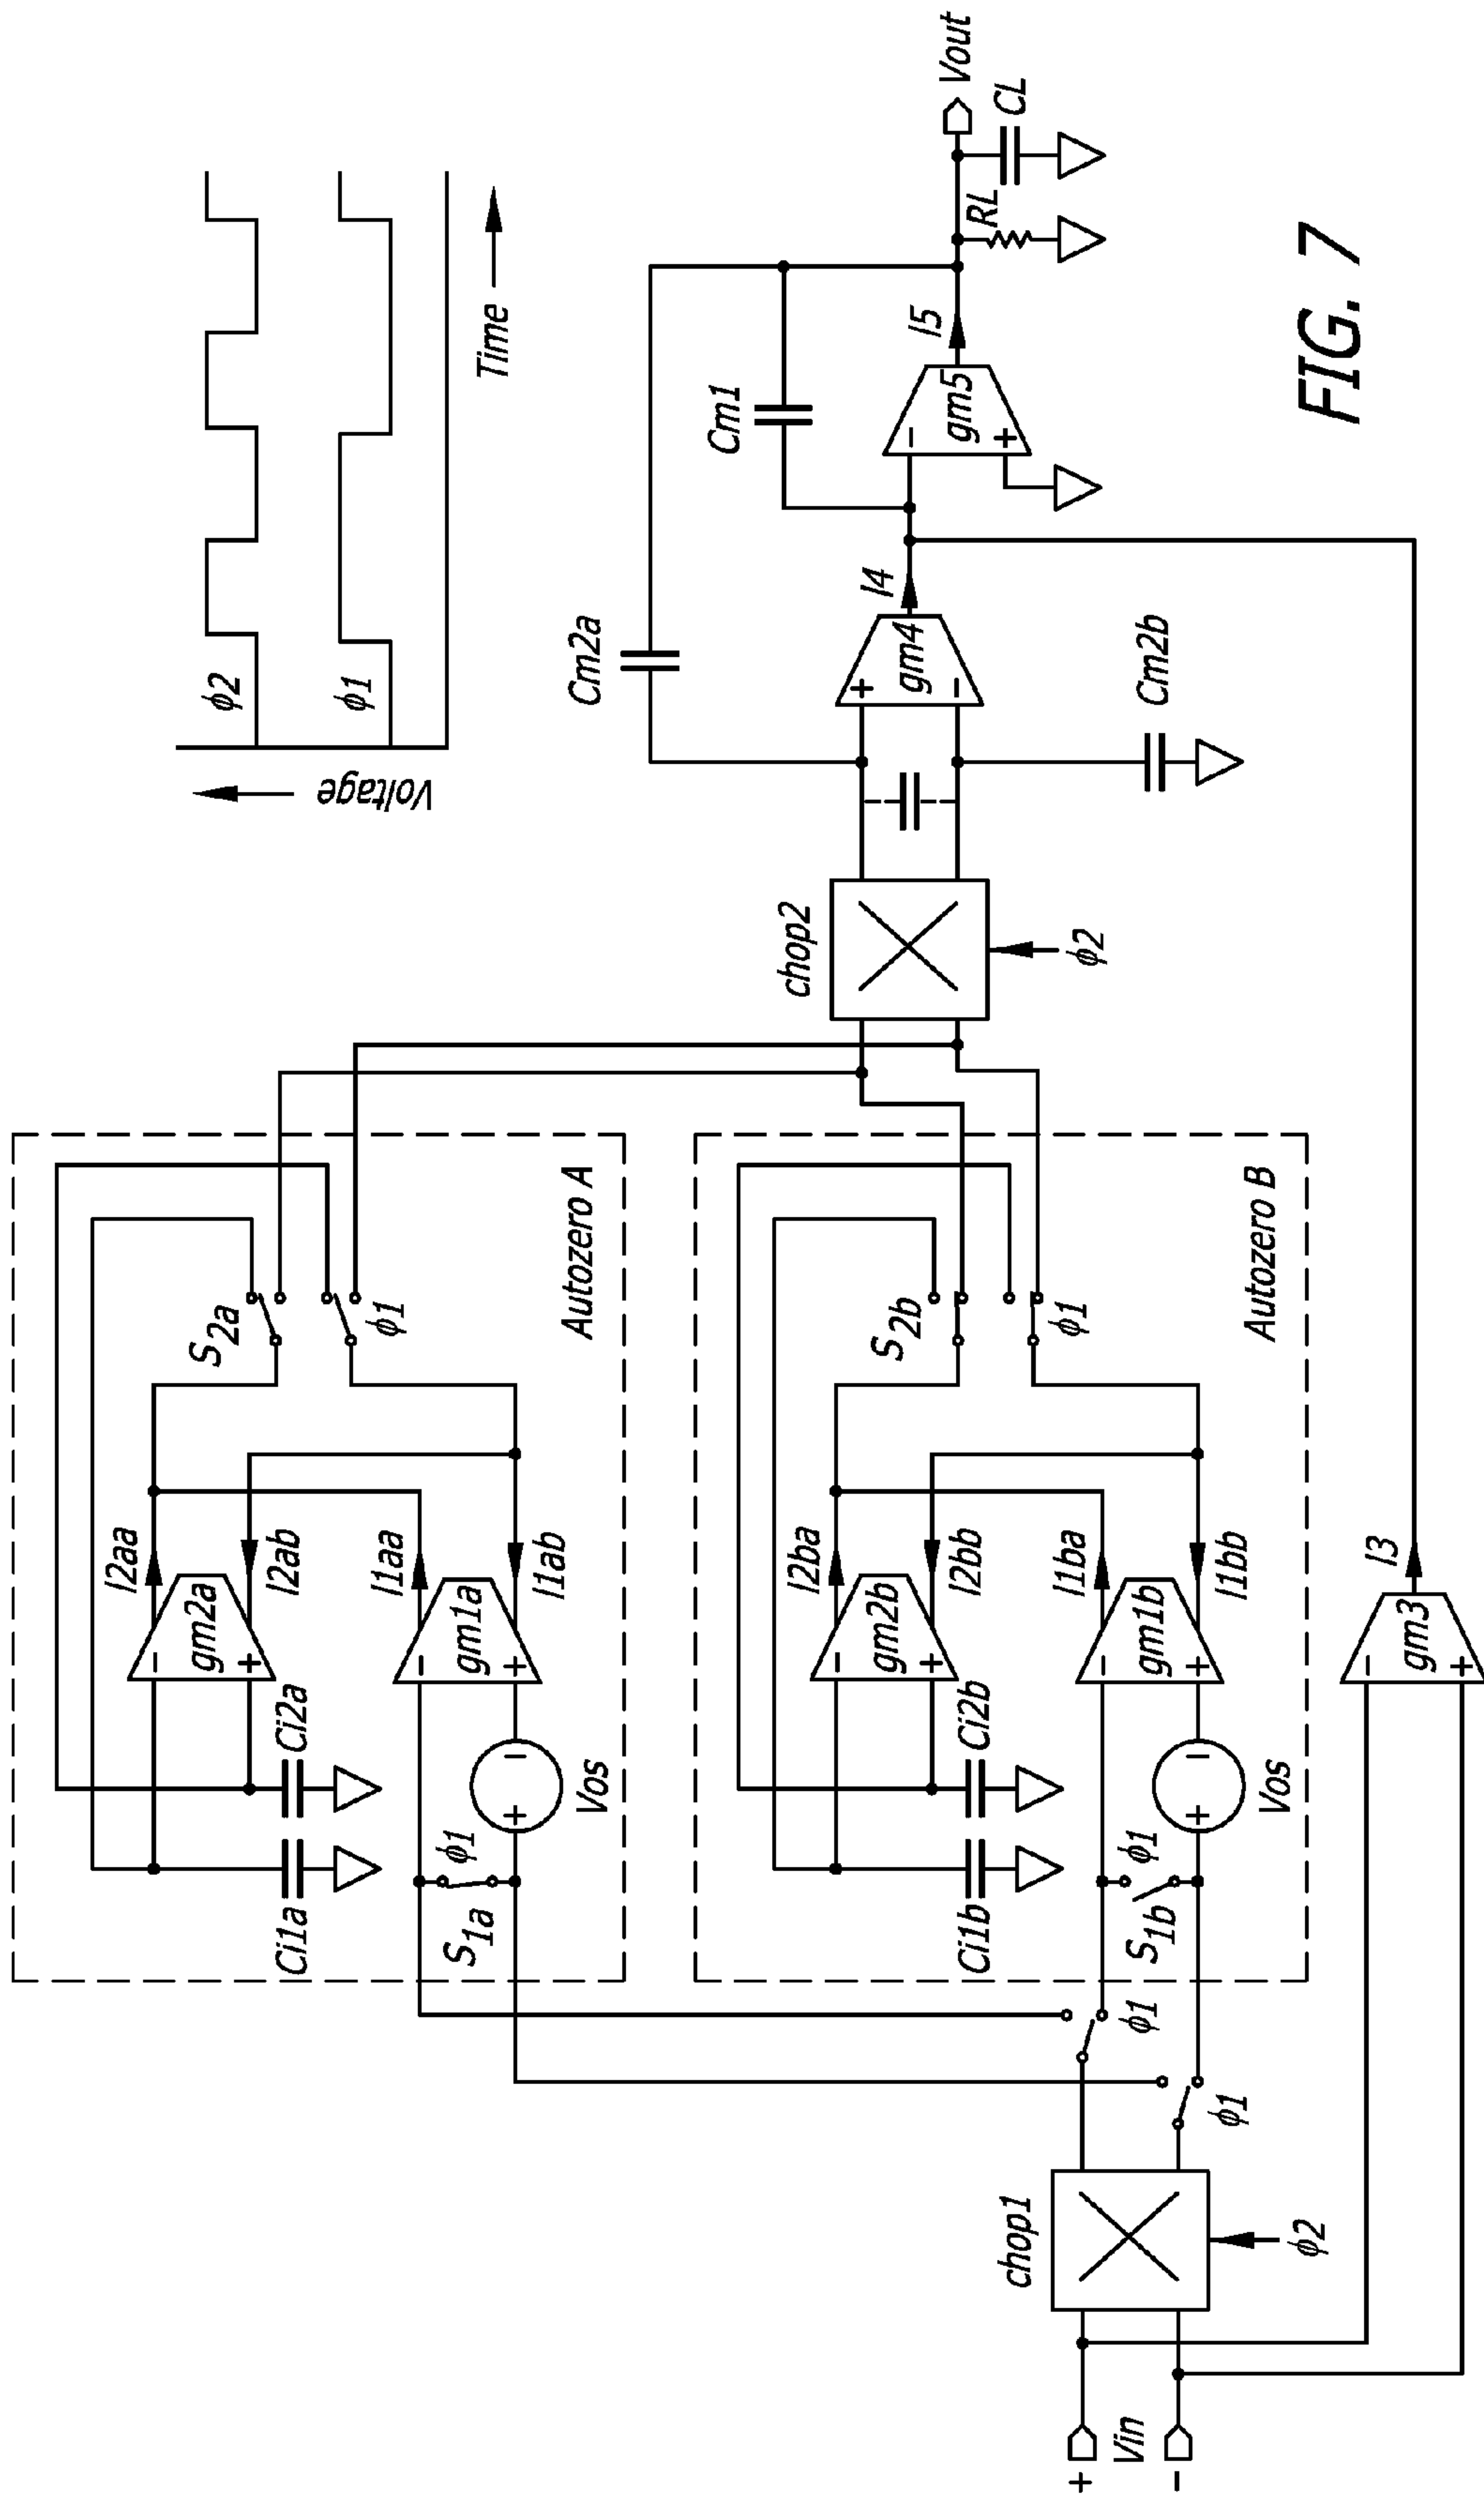 Voltage
ϕ2
ϕ1
Time
Autozero A
Ci1a
Ci2a
gm2a
−
+
I2aa
I2ab
S2a
ϕ1
S1a
ϕ1
+
−
Vos
−
+
gm1a
I1aa
I1ab
Autozero B
Ci1b
Ci2b
gm2b
−
+
I2ba
I2bb
S2b
ϕ1
S1b
ϕ1
+
−
Vos
−
+
gm1b
I1ba
I1bb
+
Vin
−
chop1
ϕ2
ϕ1
ϕ1
−
+
gm3
I3
chop2
ϕ2
Cm2a
Cm2b
+
−
gm4
I4
Cm1
−
+
gm5
I5
RL
CL
Vout
FIG. 7